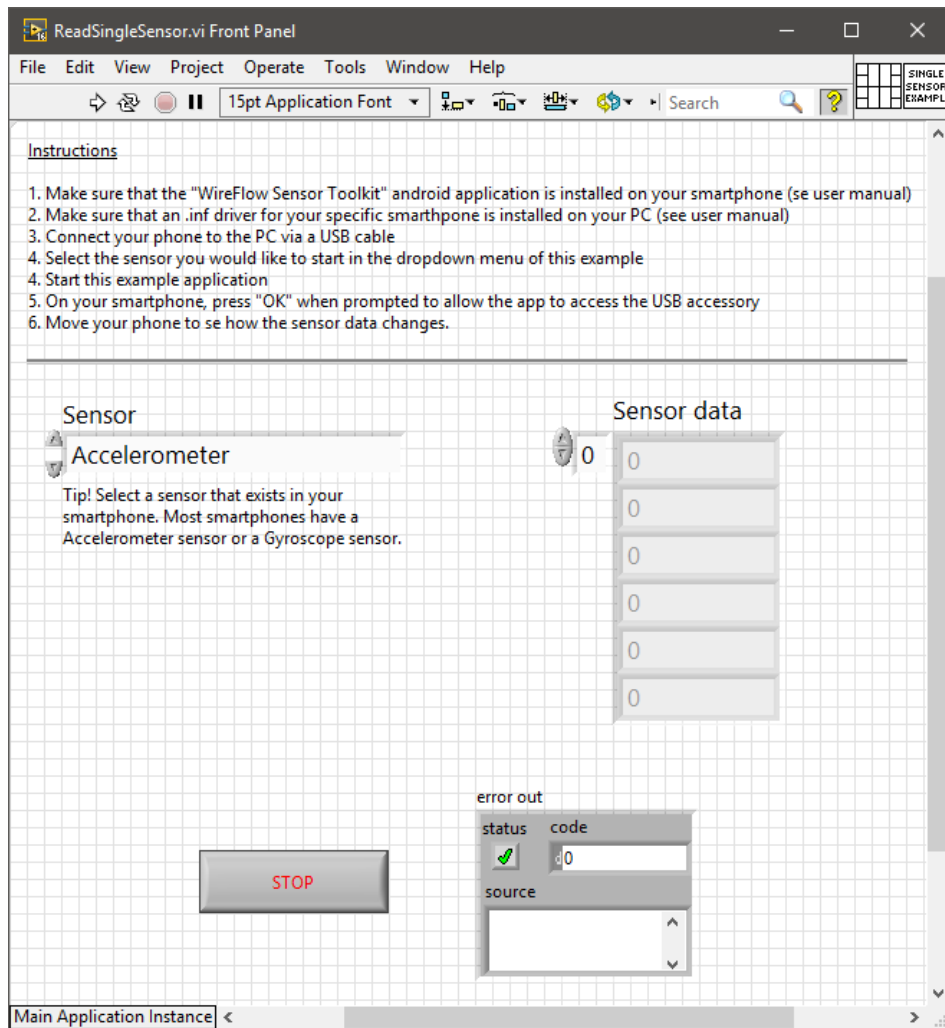 ReadSingleSensor.vi Front Panel
File Edit View Project Operate Tools Window Help
15pt Application Font
Search
SINGLE
SENSOR
EXAMPL
Instructions
1. Make sure that the "WireFlow Sensor Toolkit" android application is installed on your smartphone (se user manual)
2. Make sure that an .inf driver for your specific smarthpone is installed on your PC (see user manual)
3. Connect your phone to the PC via a USB cable
4. Select the sensor you would like to start in the dropdown menu of this example
4. Start this example application
5. On your smartphone, press "OK" when prompted to allow the app to access the USB accessory
6. Move your phone to se how the sensor data changes.
Sensor
Accelerometer
Tip! Select a sensor that exists in your
smartphone. Most smartphones have a
Accelerometer sensor or a Gyroscope sensor.
Sensor data
0
0
0
0
0
0
0
error out
status code
d0
source
STOP
Main Application Instance